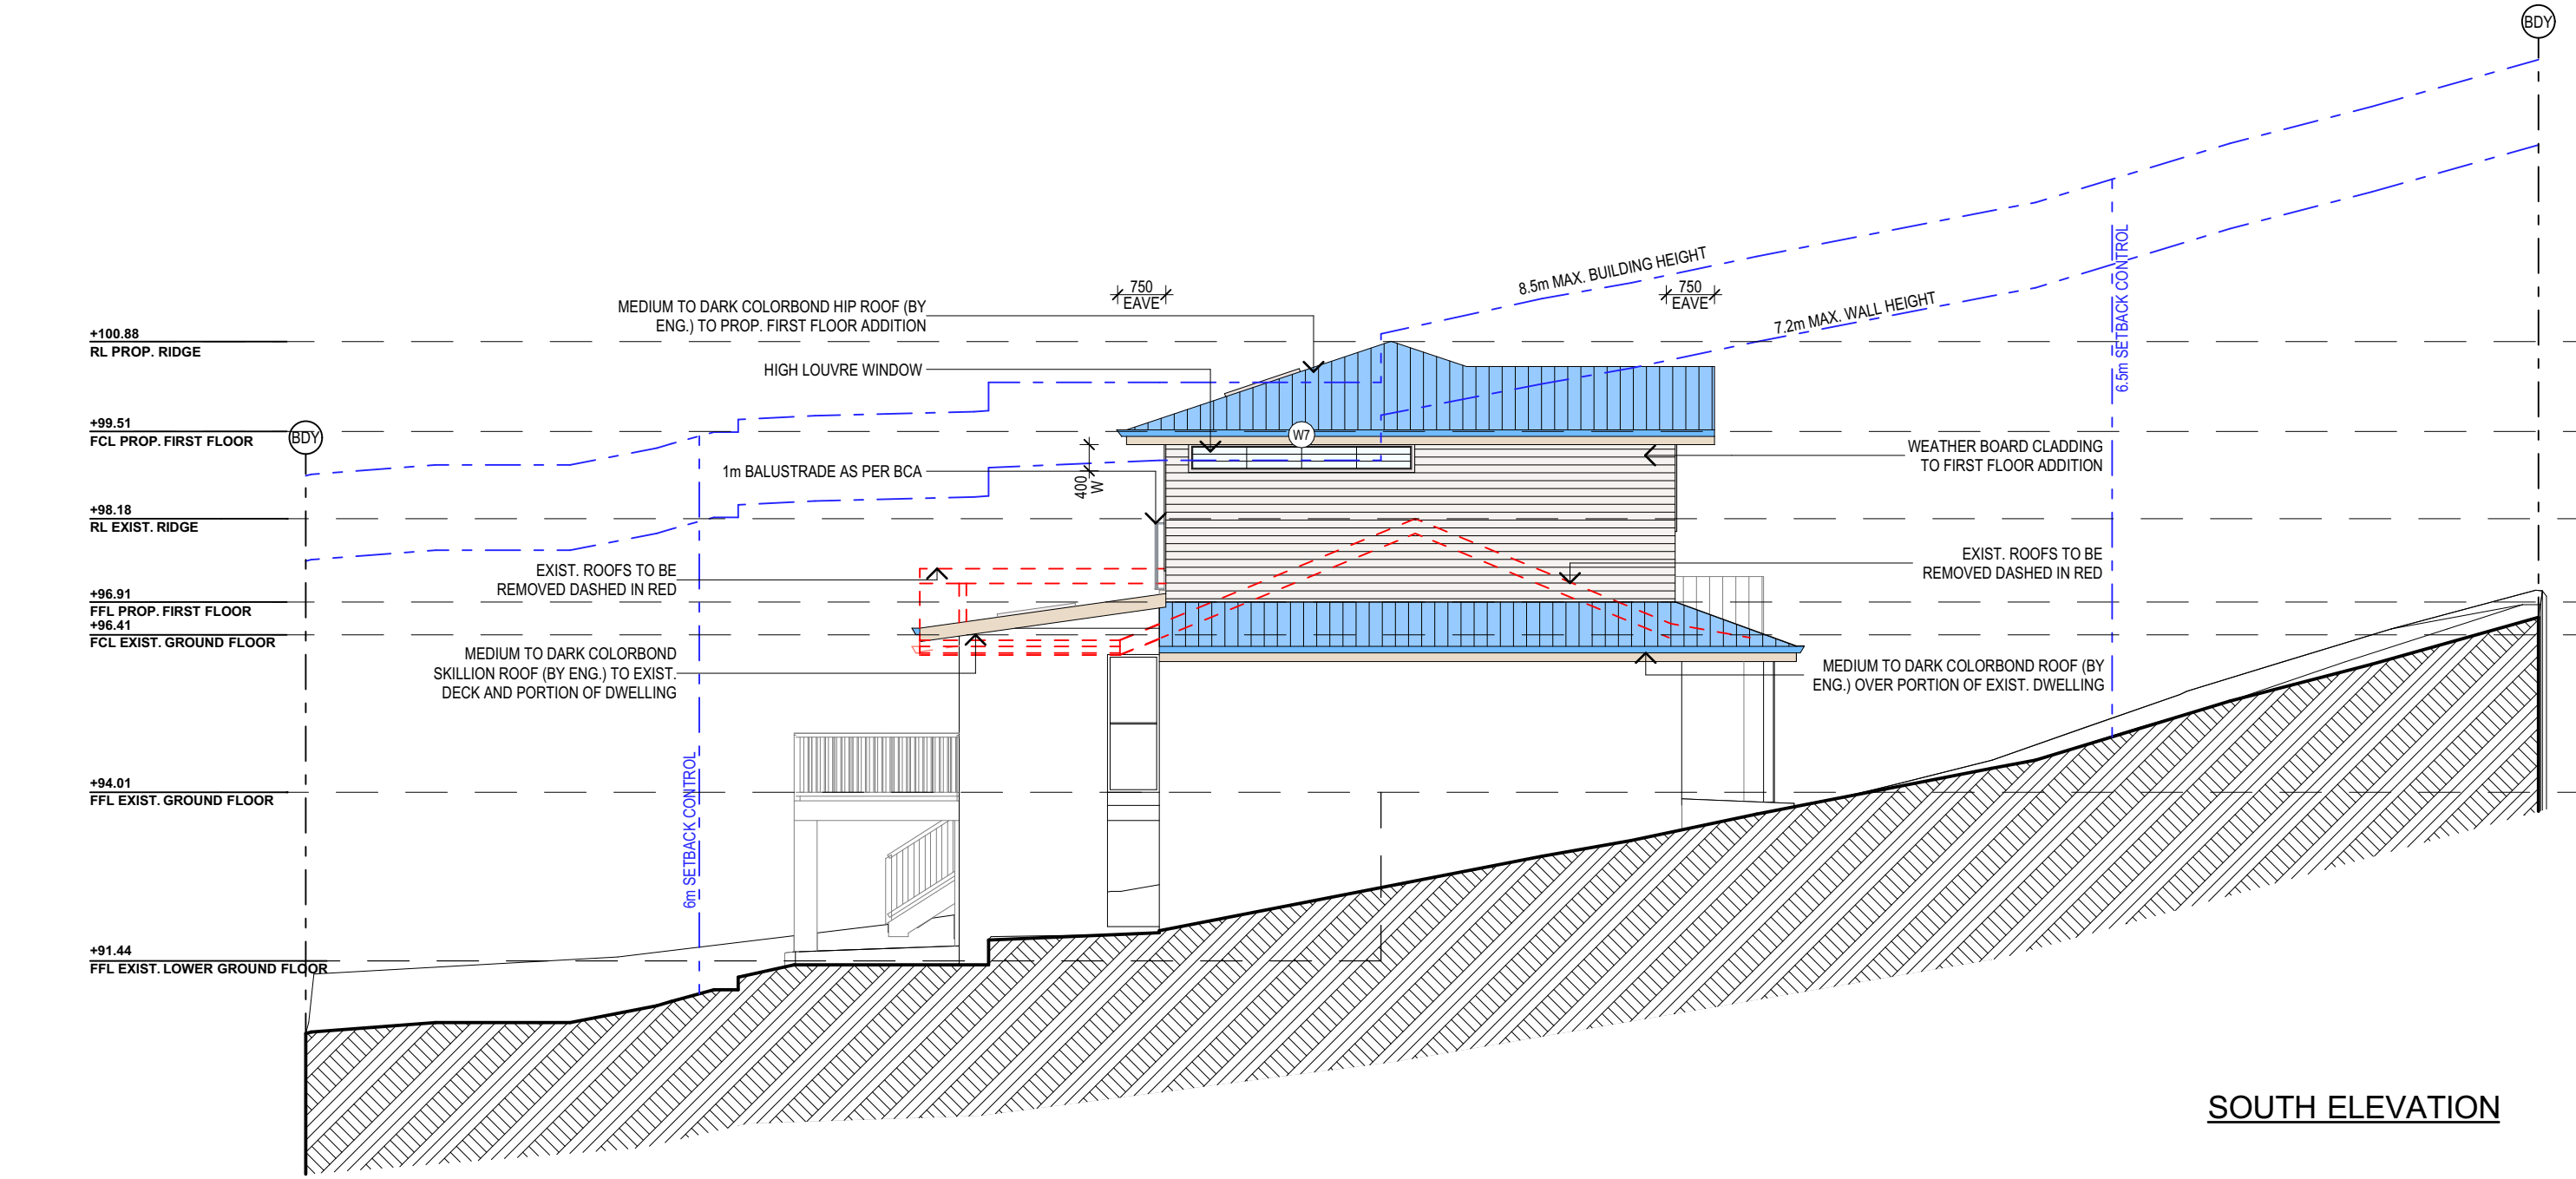 BDY
8.5m MAX. BUILDING HEIGHT
7.2m MAX. WALL HEIGHT
6.5m SETBACK CONTROL
750
EAVE
750
EAVE
MEDIUM TO DARK COLORBOND HIP ROOF (BY
ENG.) TO PROP. FIRST FLOOR ADDITION
+100.88
RL PROP. RIDGE
HIGH LOUVRE WINDOW
+99.51
FCL PROP. FIRST FLOOR
BDY
W7
WEATHER BOARD CLADDING
TO FIRST FLOOR ADDITION
1m BALUSTRADE AS PER BCA
400
W
+98.18
RL EXIST. RIDGE
EXIST. ROOFS TO BE
REMOVED DASHED IN RED
EXIST. ROOFS TO BE
REMOVED DASHED IN RED
+96.91
FFL PROP. FIRST FLOOR
+96.41
FCL EXIST. GROUND FLOOR
MEDIUM TO DARK COLORBOND
SKILLION ROOF (BY ENG.) TO EXIST.
DECK AND PORTION OF DWELLING
MEDIUM TO DARK COLORBOND ROOF (BY
ENG.) OVER PORTION OF EXIST. DWELLING
6m SETBACK CONTROL
+94.01
FFL EXIST. GROUND FLOOR
+91.44
FFL EXIST. LOWER GROUND FLOOR
SOUTH ELEVATION